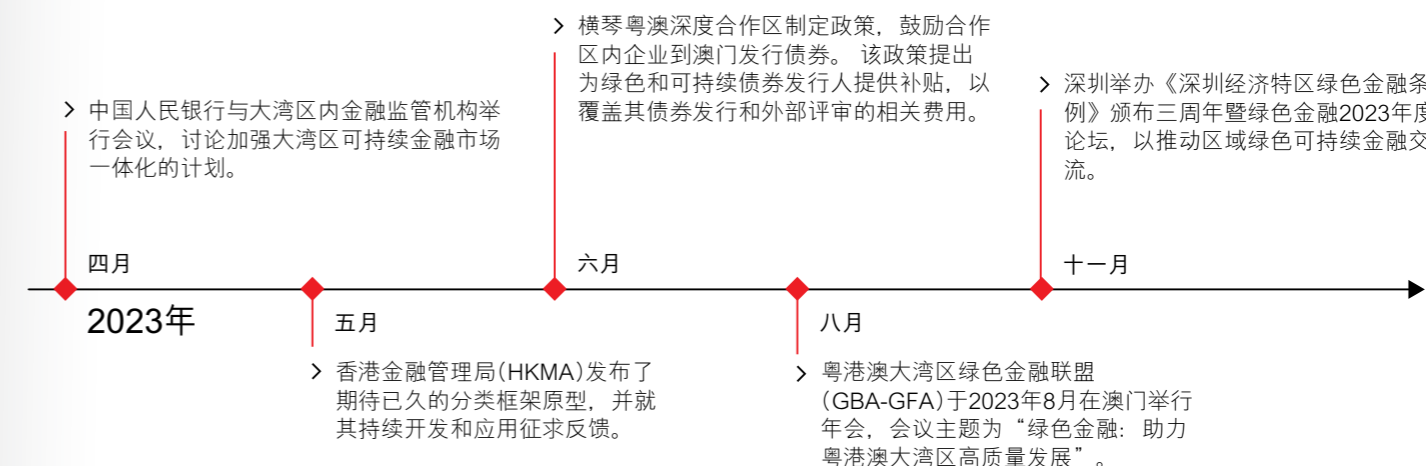 中国人民银行与大湾区内金融监管机构举
行会议，讨论加强大湾区可持续金融市场
一体化的计划。
四月
2023年
五月
香港金融管理局(HKMA)发布了
期待已久的分类框架原型，并就
其持续开发和应用征求反馈。
横琴粤澳深度合作区制定政策，鼓励合作
区内企业到澳门发行债券。 该政策提出
为绿色和可持续债券发行人提供补贴，以
覆盖其债券发行和外部评审的相关费用。
六月
八月
粤港澳大湾区绿色金融联盟
(GBA-GFA)于2023年8月在澳门举行
年会，会议主题为“绿色金融：助力
粤港澳大湾区高质量发展”。
深圳举办《深圳经济特区绿色金融条
例》颁布三周年暨绿色金融2023年度
论坛，以推动区域绿色可持续金融交
流。
十一月